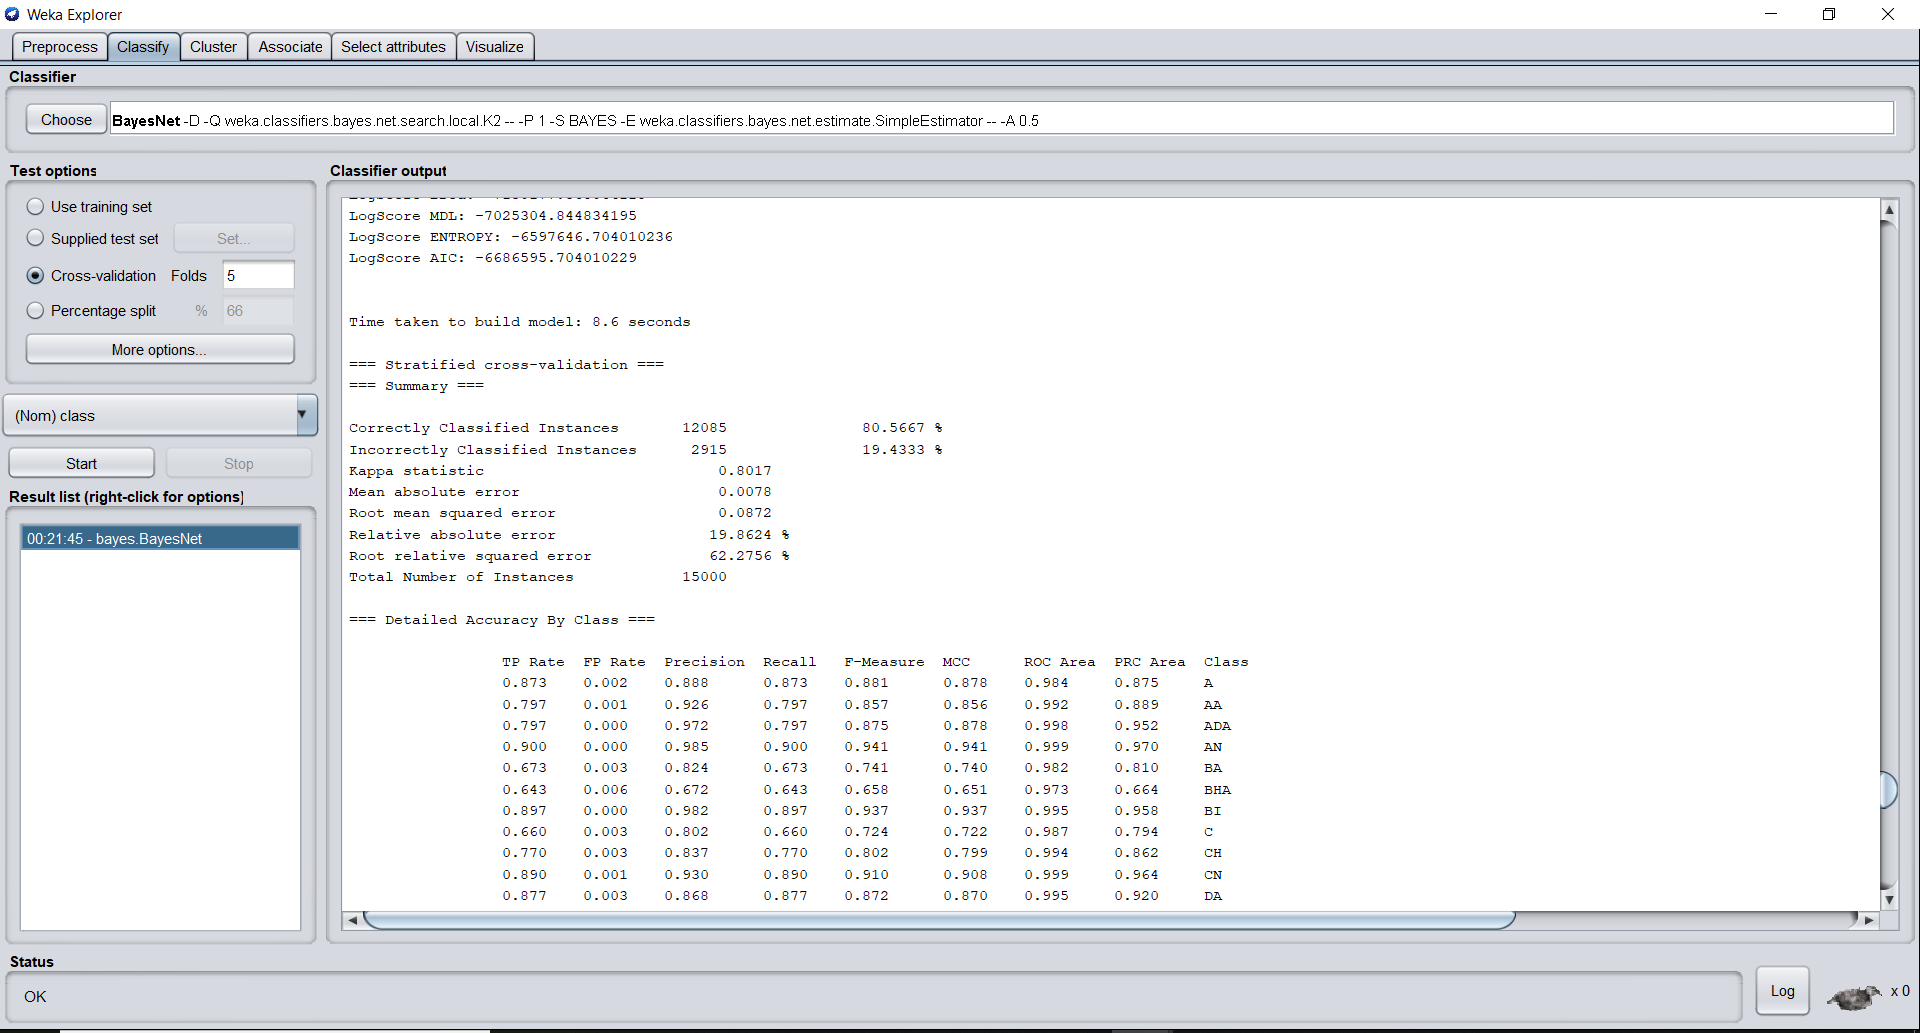 Weka Explorer
Preprocess Classify Cluster Associate Select attributes Visualize
Classifier
Choose BayesNet -D -Q weka.classifiers.bayes.net.search.local.K2 -- -P 1 -S BAYES -E weka.classifiers.bayes.net.estimate.SimpleEstimator -- -A 0.5
Test options
Use training set
Supplied test set Set...
Cross-validation Folds 5
Percentage split % 66
More options...
(Nom) class
Start Stop
Result list (right-click for options)
00:21:45 - bayes.BayesNet
Classifier output
LogScore MDL: -7025304.844834195
LogScore ENTROPY: -6597646.704010236
LogScore AIC: -6686595.704010229
Time taken to build model: 8.6 seconds
=== Stratified cross-validation ===
=== Summary ===
Correctly Classified Instances 12085 80.5667 %
Incorrectly Classified Instances 2915 19.4333 %
Kappa statistic 0.8017
Mean absolute error 0.0078
Root mean squared error 0.0872
Relative absolute error 19.8624 %
Root relative squared error 62.2756 %
Total Number of Instances 15000
=== Detailed Accuracy By Class ===
TP Rate FP Rate Precision Recall F-Measure MCC ROC Area PRC Area Class
0.873 0.002 0.888 0.873 0.881 0.878 0.984 0.875 A
0.797 0.001 0.926 0.797 0.857 0.856 0.992 0.889 AA
0.797 0.000 0.972 0.797 0.875 0.878 0.998 0.952 ADA
0.900 0.000 0.985 0.900 0.941 0.941 0.999 0.970 AN
0.673 0.003 0.824 0.673 0.741 0.740 0.982 0.810 BA
0.643 0.006 0.672 0.643 0.658 0.651 0.973 0.664 BHA
0.897 0.000 0.982 0.897 0.937 0.937 0.995 0.958 BI
0.660 0.003 0.802 0.660 0.724 0.722 0.987 0.794 C
0.770 0.003 0.837 0.770 0.802 0.799 0.994 0.862 CH
0.890 0.001 0.930 0.890 0.910 0.908 0.999 0.964 CN
0.877 0.003 0.868 0.877 0.872 0.870 0.995 0.920 DA
Status
OK
Log x 0